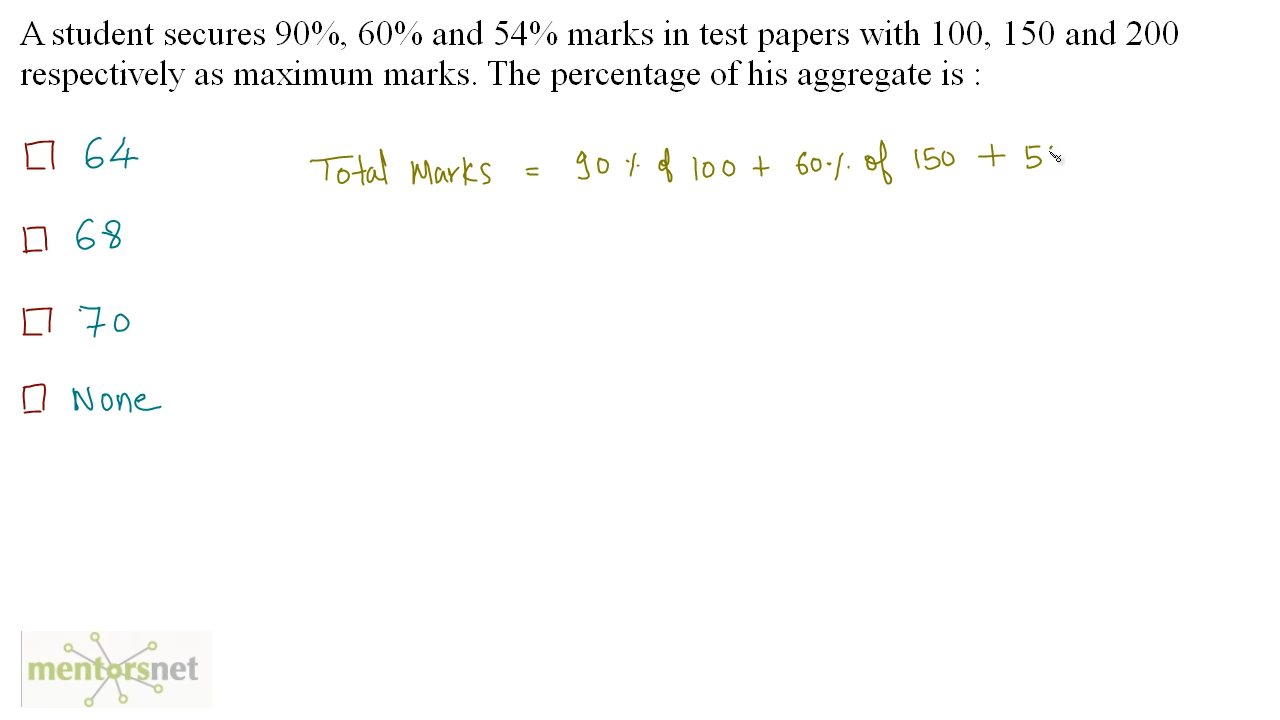 A student secures 90%, 60% and 54% marks in test papers with 100, 150 and 200
respectively as maximum marks. The percentage of his aggregate is :
64
Total Marks = 90 % of 100 + 60 % of 150 + 5
68
70
None
mentorsnet